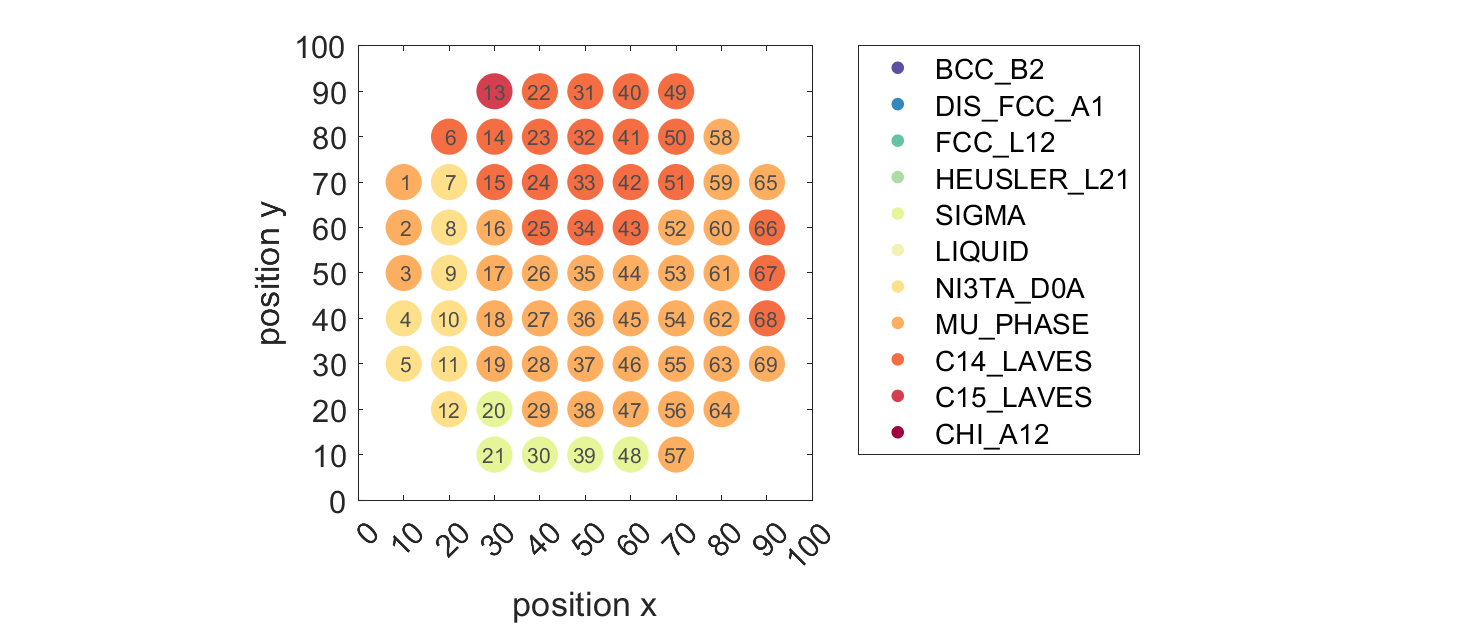 100
90 13 22 31 40 49
80 6 14 23 32 41 50 58
70 1 7 15 24 33 42 51 59 65
60 2 8 16 25 34 43 52 60 66
50 3 9 17 26 35 44 53 61 67
40 4 10 18 27 36 45 54 62 68
30 5 11 19 28 37 46 55 63 69
20 12 20 29 38 47 56 64
10 21 30 39 48 57
0
0 10 20 30 40 50 60 70 80 90 100
position x
position y
BCC_B2
DIS_FCC_A1
FCC_L12
HEUSLER_L21
SIGMA
LIQUID
NI3TA_D0A
MU_PHASE
C14_LAVES
C15_LAVES
CHI_A12